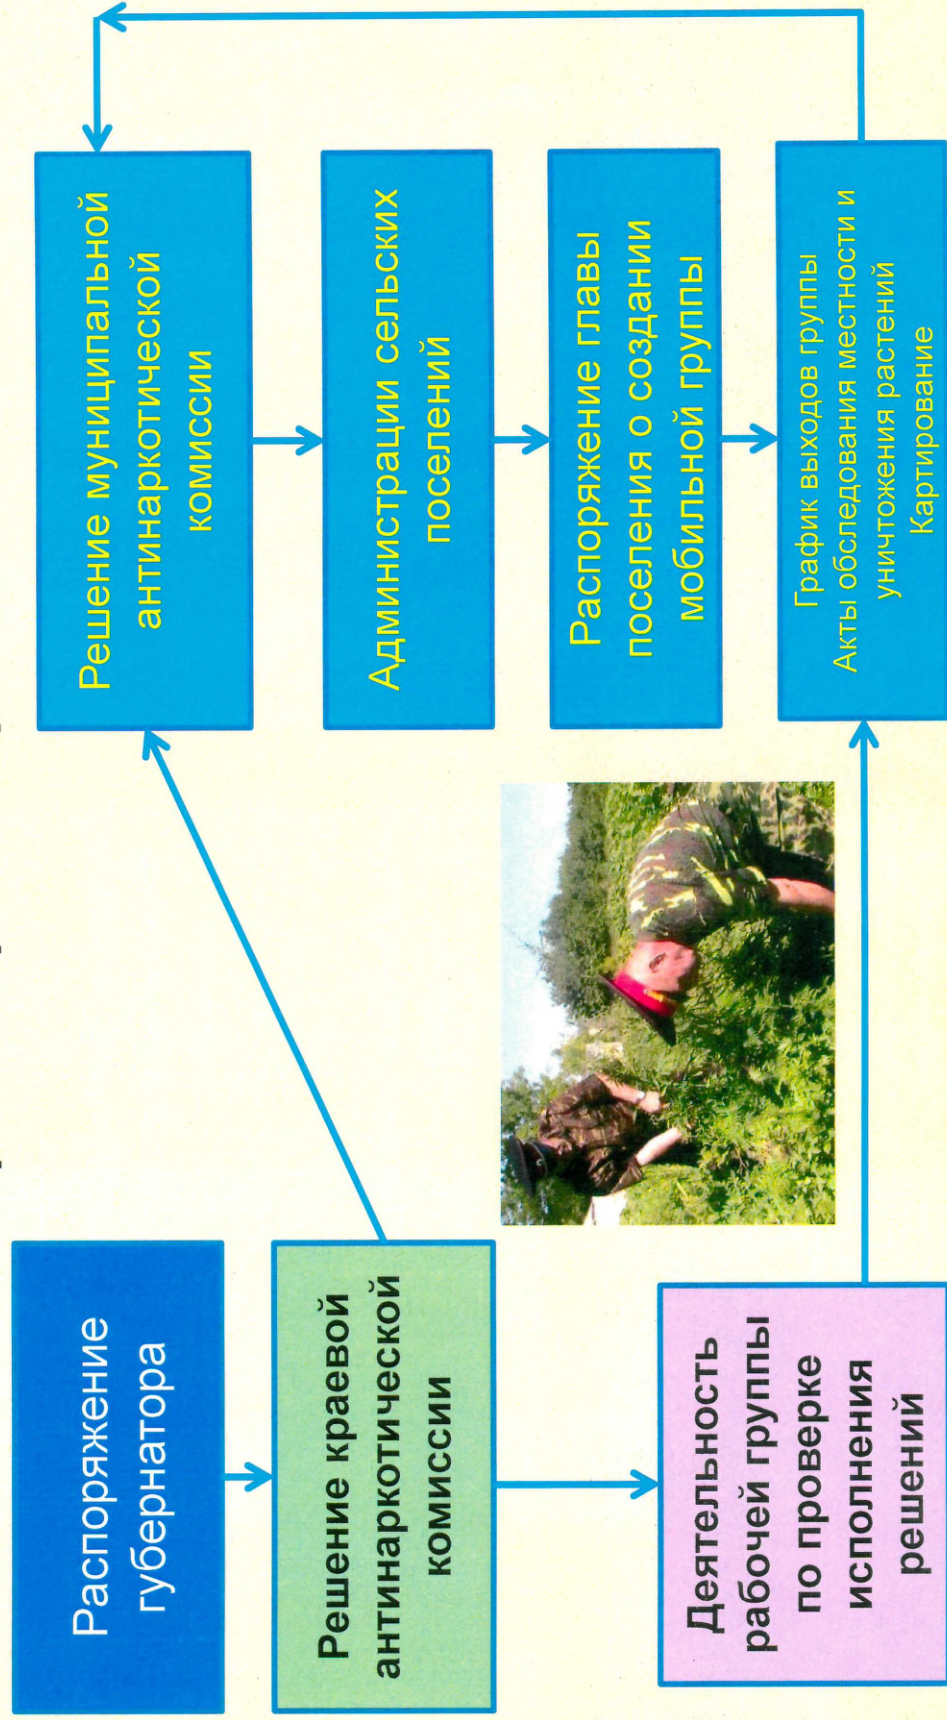 Распоряжение
губернатора
Решение краевой
антинаркотической
комиссии
Деятельность
рабочей группы
по проверке
исполнения
решений
Решение муниципальной
антинаркотической
комиссии
Администрации сельских
поселений
Распоряжение главы
поселения о создании
мобильной группы
График выходов группы
Акты обследования местности и
уничтожения растений
Картирование